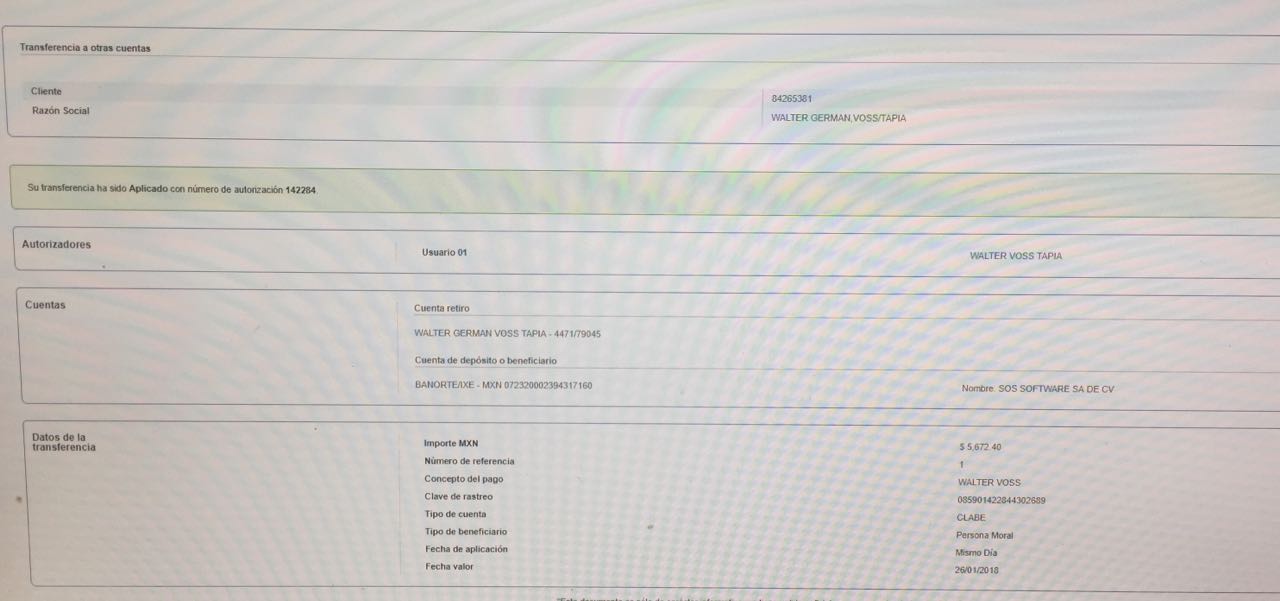 Transferencia a otras cuentas
Cliente 84265381
Razón Social WALTER GERMAN,VOSS/TAPIA
Su transferencia ha sido Aplicado con número de autorización 142284.
Autorizadores Usuario 01 WALTER VOSS TAPIA
Cuentas Cuenta retiro
WALTER GERMAN VOSS TAPIA - 4471/79045
Cuenta de depósito o beneficiario
BANORTE/IXE - MXN 072320002394317160 Nombre: SOS SOFTWARE SA DE CV
Datos de la transferencia
Importe MXN $ 5,672.40
Número de referencia 1
Concepto del pago WALTER VOSS
Clave de rastreo 085901422844302689
Tipo de cuenta CLABE
Tipo de beneficiario Persona Moral
Fecha de aplicación Mismo Día
Fecha valor 26/01/2018